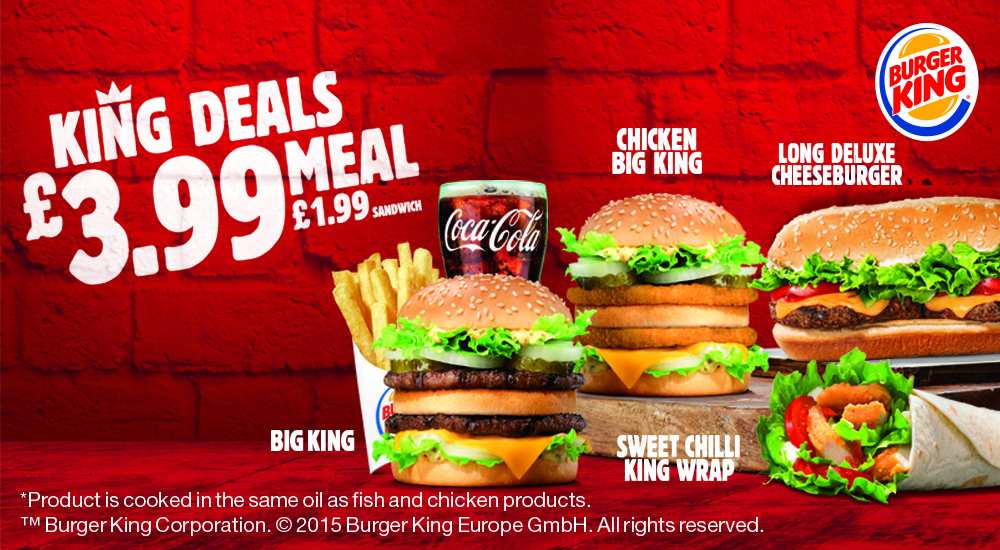 KING DEALS
£3.99 MEAL
£1.99 SANDWICH
BURGER
KING
®
CHICKEN
BIG KING
LONG DELUXE
CHEESEBURGER
Coca-Cola
BU
BIG KING
SWEET CHILLI
KING WRAP
*Product is cooked in the same oil as fish and chicken products.
™ Burger King Corporation. © 2015 Burger King Europe GmbH. All rights reserved.